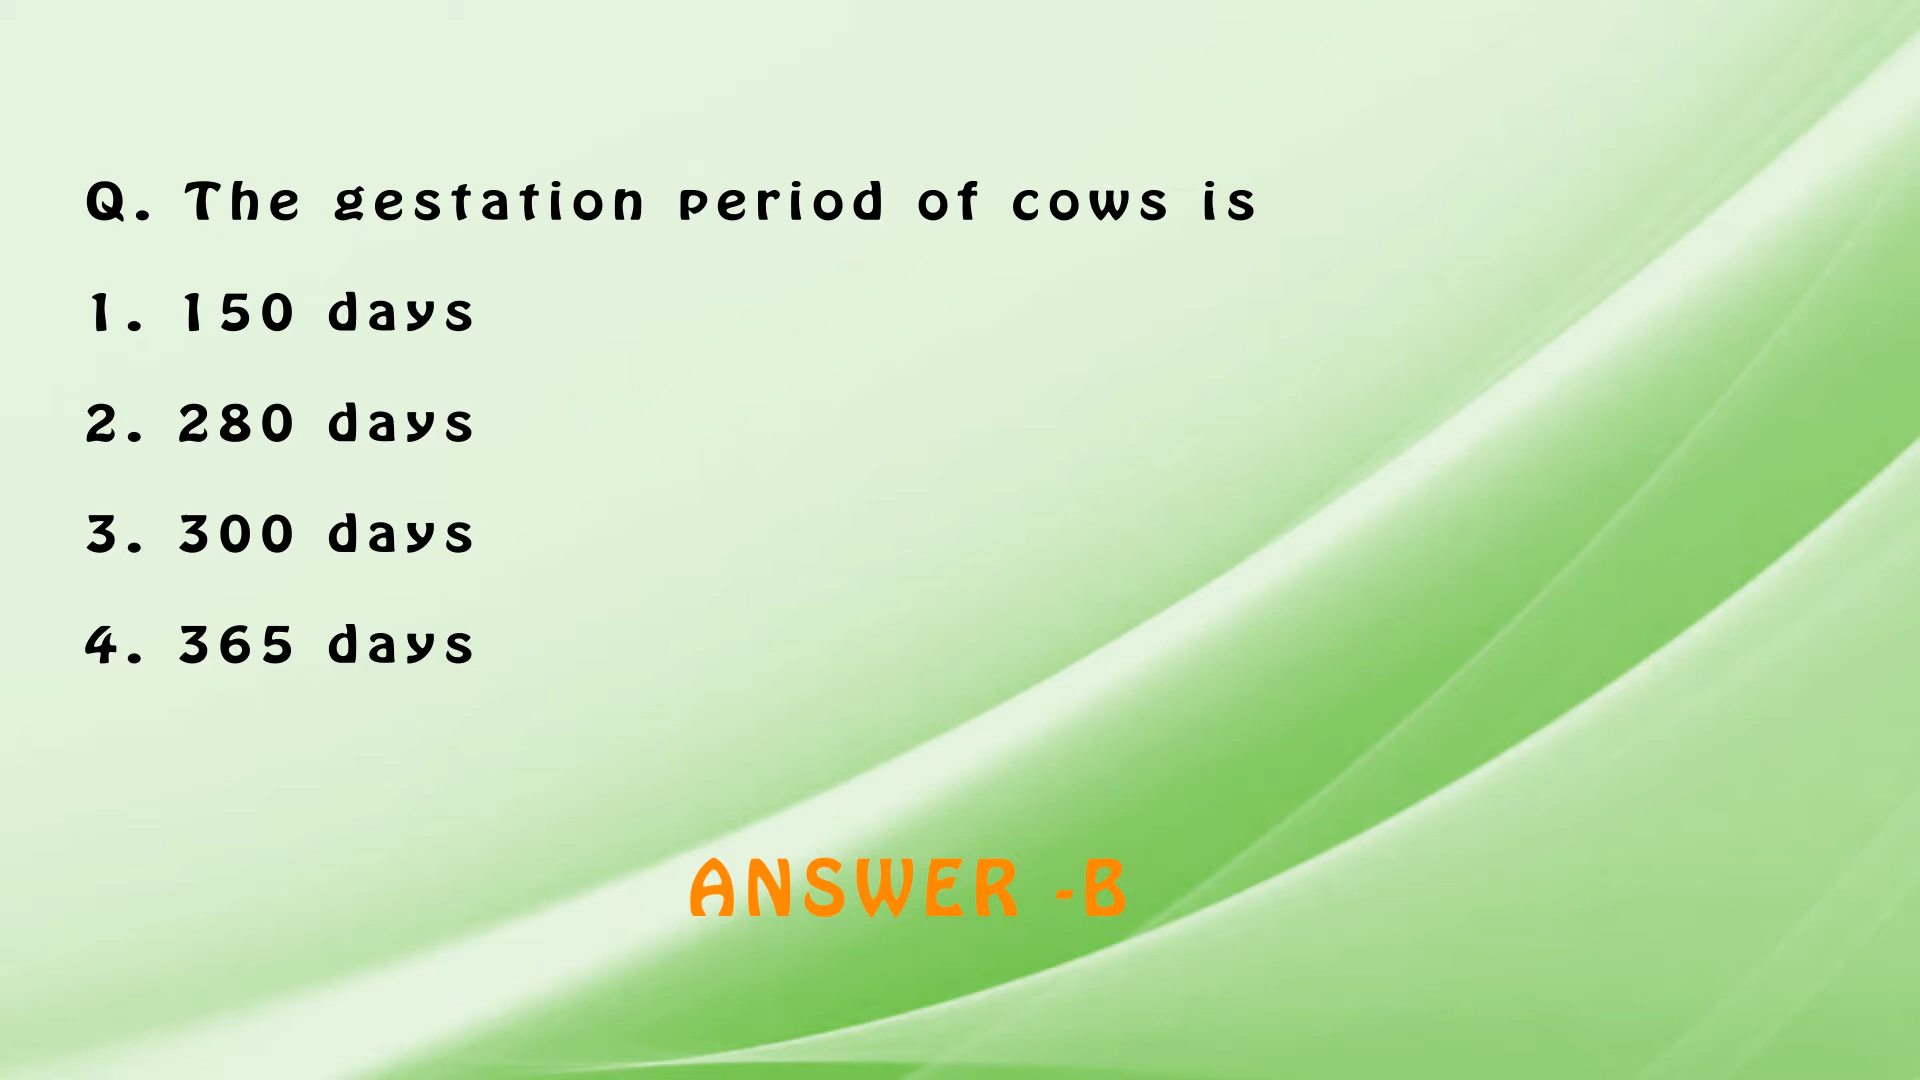 Q. The gestation period of cows is
1. 150 days
2. 280 days
3. 300 days
4. 365 days
ANSWER -B